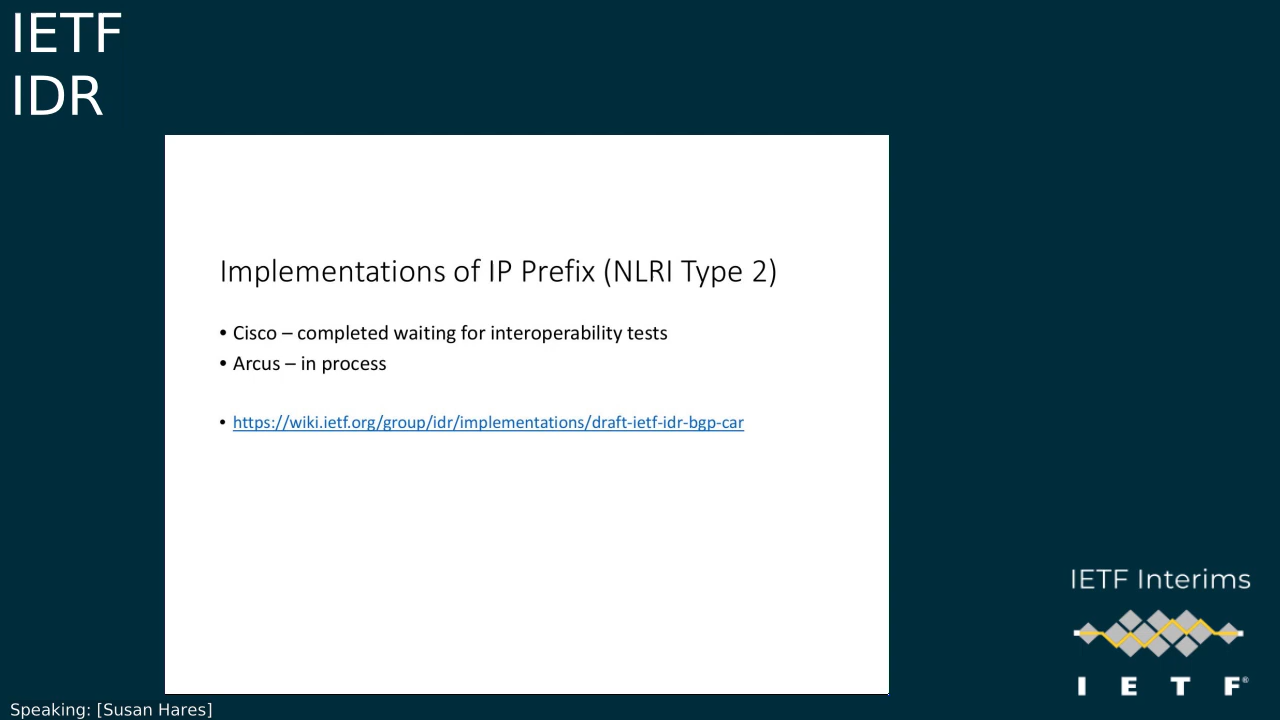 IETF
IDR
Implementations of IP Prefix (NLRI Type 2)
• Cisco – completed waiting for interoperability tests
• Arcus – in process
• https://wiki.ietf.org/group/idr/implementations/draft-ietf-idr-bgp-car
IETF Interims
I E T F®
Speaking: [Susan Hares]